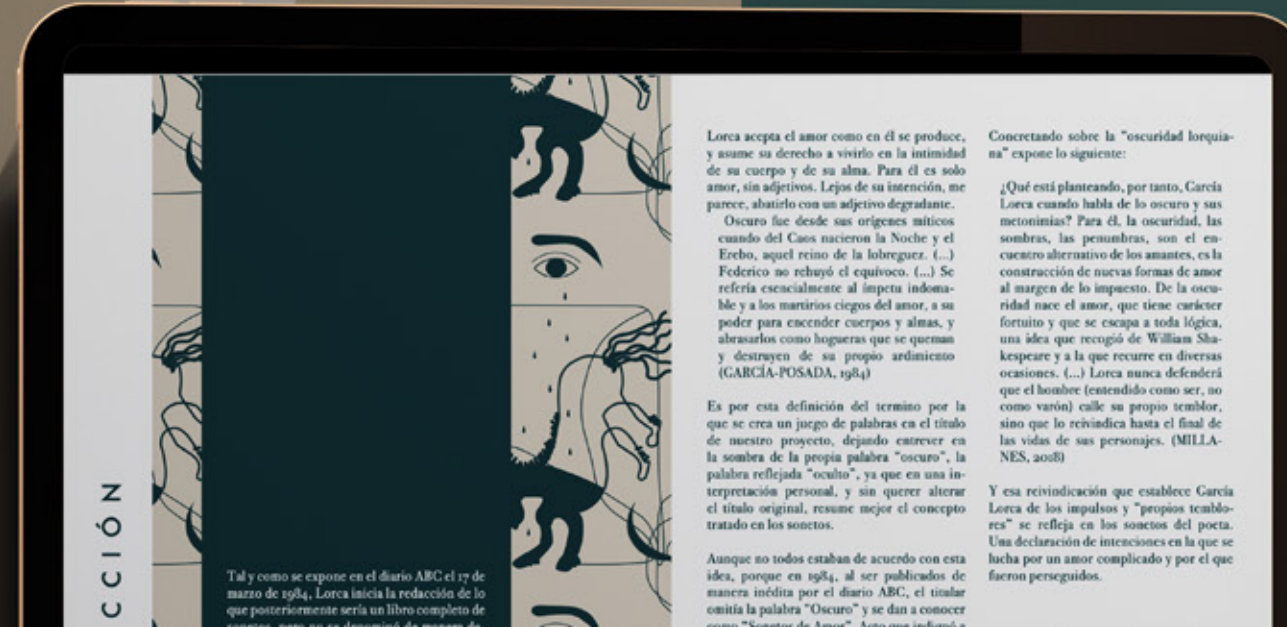 CCIÓN
Tal y como se expone en el diario ABC el 17 de
marzo de 1984, Lorca inicia la redacción de lo
que posteriormente sería un libro completo de
sonetos, pero no se denominó de manera de-
Lorca acepta el amor como en él se produce,
y asume su derecho a vivirlo en la intimidad
de su cuerpo y de su alma. Para él es solo
amor, sin adjetivos. Lejos de su intención, me
parece, abatirlo con un adjetivo degradante.
Oscuro fue desde sus orígenes míticos
cuando del Caos nacieron la Noche y el
Erebo, aquel reino de la lobreguez. (...)
Federico no rehuyó el equívoco. (...) Se
refería esencialmente al ímpetu indoma-
ble y a los martirios ciegos del amor, a su
poder para encender cuerpos y almas, y
abrasarlos como hogueras que se queman
y destruyen de su propio ardimiento
(GARCÍA-POSADA, 1984)
Es por esta definición del termino por la
que se crea un juego de palabras en el título
de nuestro proyecto, dejando entrever en
la sombra de la propia palabra "oscuro", la
palabra reflejada "oculto", ya que en una in-
terpretación personal, y sin querer alterar
el título original, resume mejor el concepto
tratado en los sonetos.
Aunque no todos estaban de acuerdo con esta
idea, porque en 1984, al ser publicados de
manera inédita por el diario ABC, el titular
omitía la palabra "Oscuro" y se dan a conocer
como "Sonetos de Amor". Acto que indignó a
Concretando sobre la "oscuridad lorquia-
na" expone lo siguiente:
¿Qué está planteando, por tanto, García
Lorca cuando habla de lo oscuro y sus
metonimias? Para él, la oscuridad, las
sombras, las penumbras, son el en-
cuentro alternativo de los amantes, es la
construcción de nuevas formas de amor
al margen de lo impuesto. De la oscu-
ridad nace el amor, que tiene carácter
fortuito y que se escapa a toda lógica,
una idea que recogió de William Sha-
kespeare y a la que recurre en diversas
ocasiones. (...) Lorca nunca defenderá
que el hombre (entendido como ser, no
como varón) calle su propio temblor,
sino que lo reivindica hasta el final de
las vidas de sus personajes. (MILLA-
NES, 2018)
Y esa reivindicación que establece García
Lorca de los impulsos y "propios temblo-
res" se refleja en los sonetos del poeta.
Una declaración de intenciones en la que se
lucha por un amor complicado y por el que
fueron perseguidos.